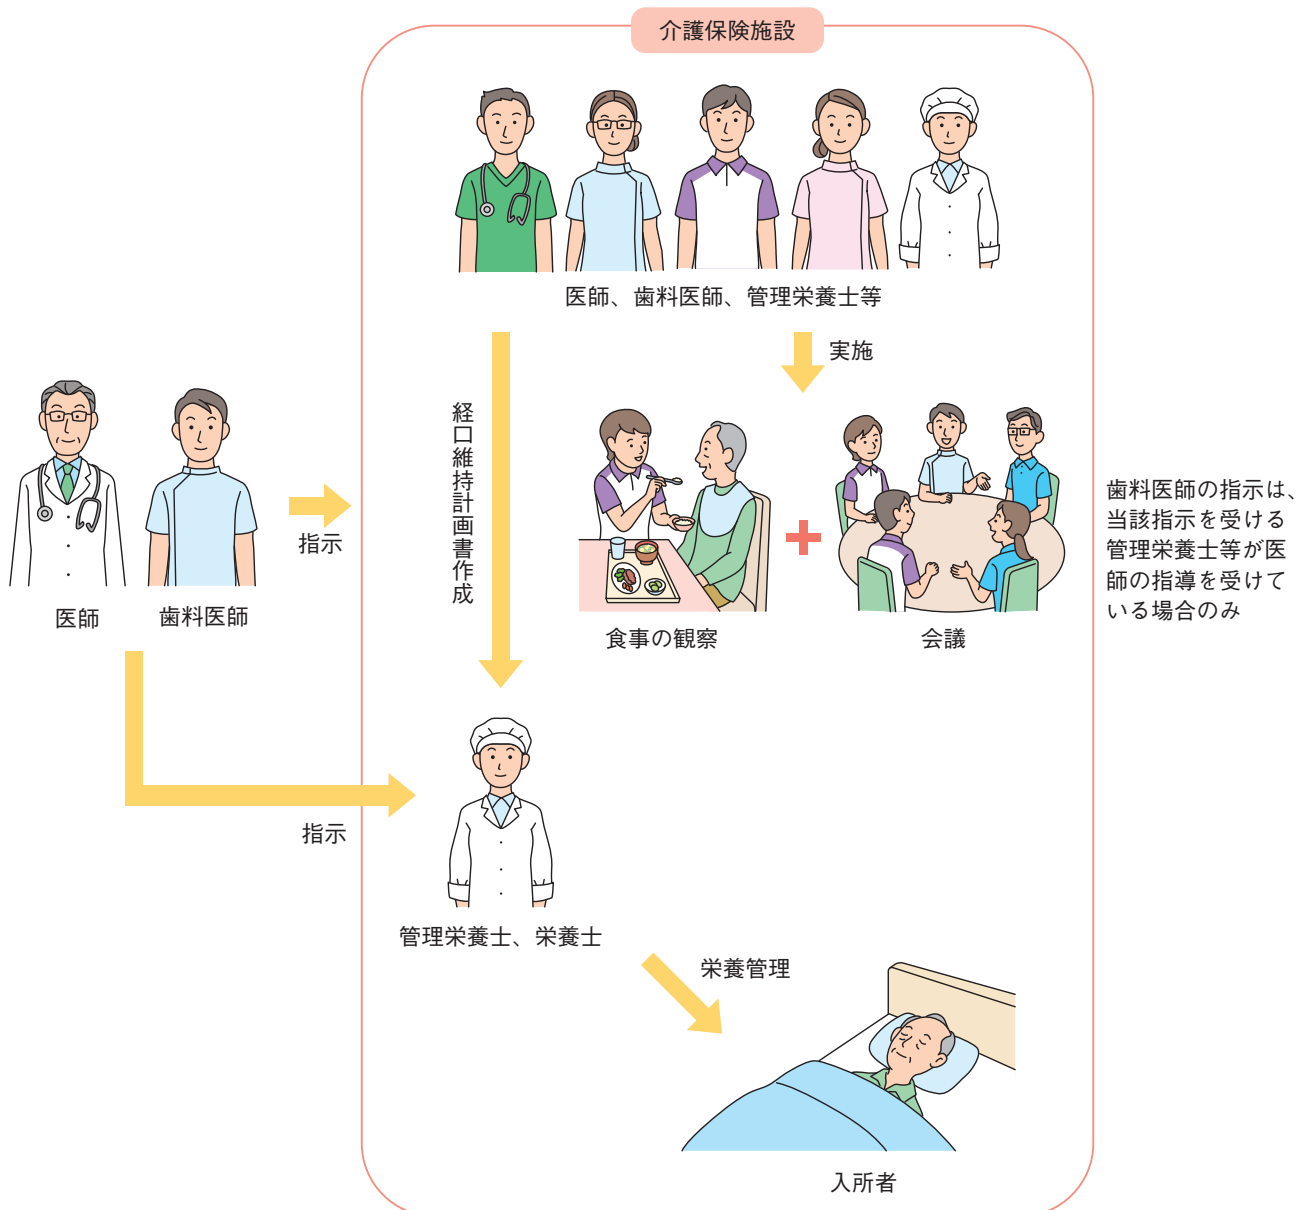 介護保険施設
医師、歯科医師、管理栄養士等
実施
経口維持計画書作成
指示
医師
歯科医師
食事の観察
会議
歯科医師の指示は、
当該指示を受ける
管理栄養士等が医
師の指導を受けて
いる場合のみ
指示
管理栄養士、栄養士
栄養管理
入所者